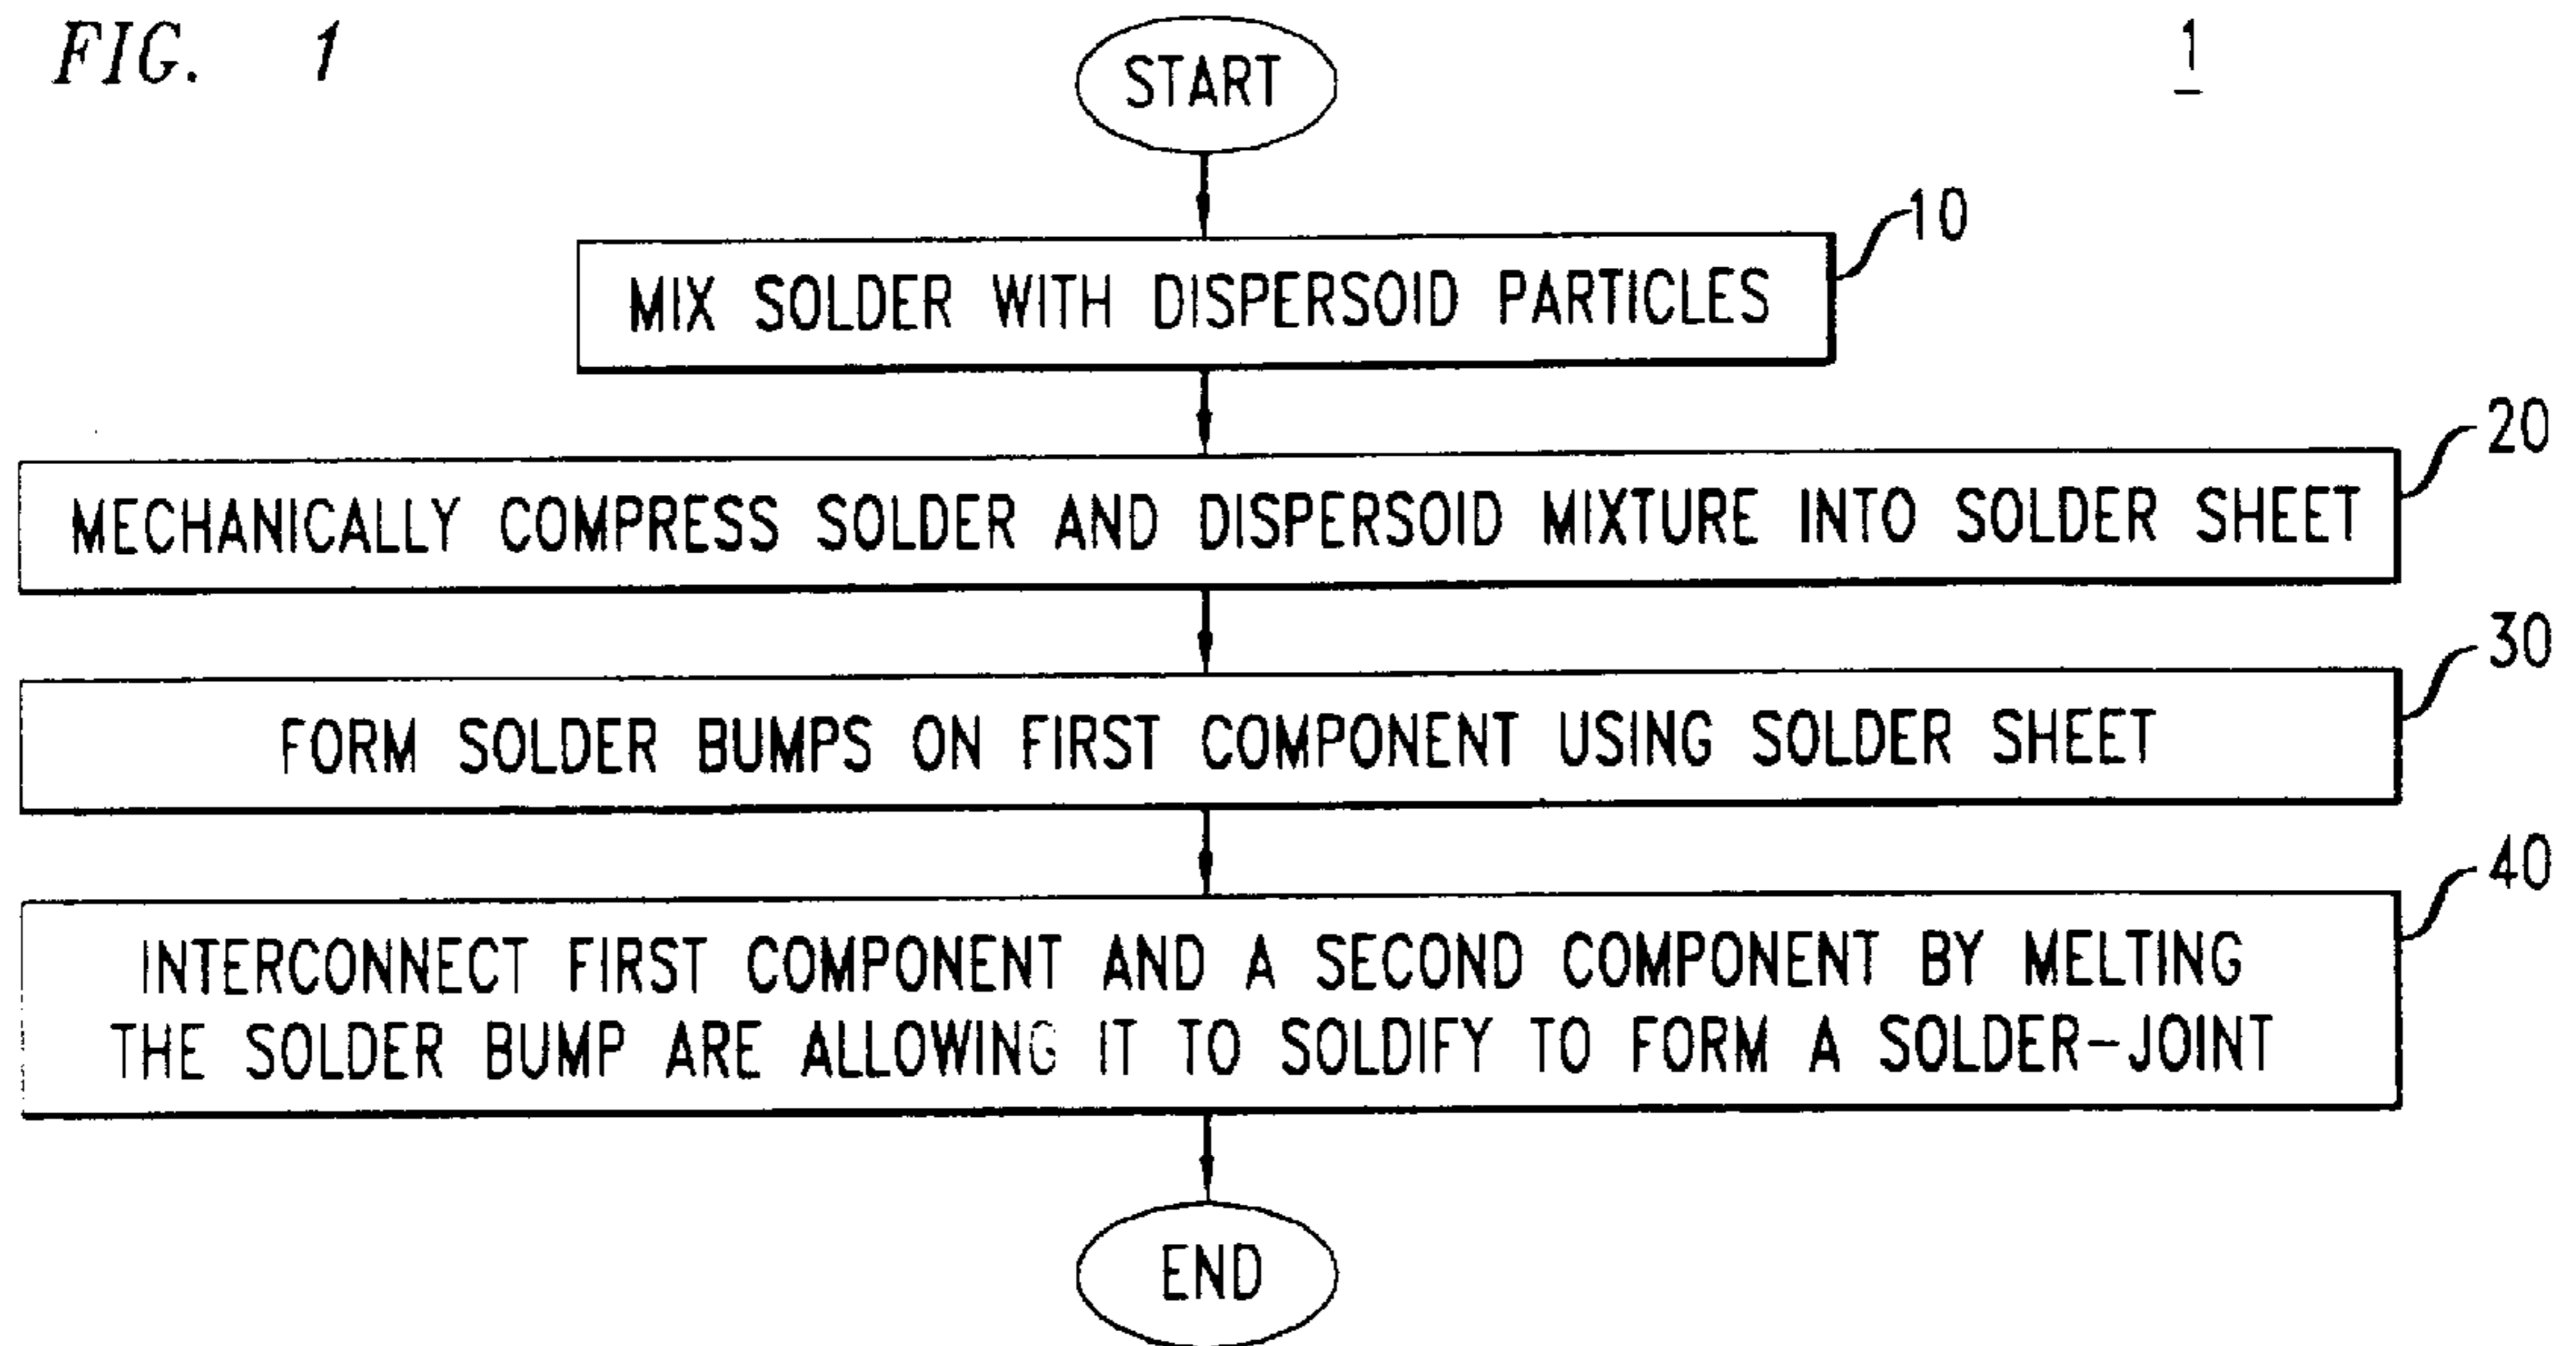 FIG. 1
1
START
10
MIX SOLDER WITH DISPERSOID PARTICLES
20
MECHANICALLY COMPRESS SOLDER AND DISPERSOID MIXTURE INTO SOLDER SHEET
30
FORM SOLDER BUMPS ON FIRST COMPONENT USING SOLDER SHEET
40
INTERCONNECT FIRST COMPONENT AND A SECOND COMPONENT BY MELTING
THE SOLDER BUMP ARE ALLOWING IT TO SOLDIFY TO FORM A SOLDER-JOINT
END